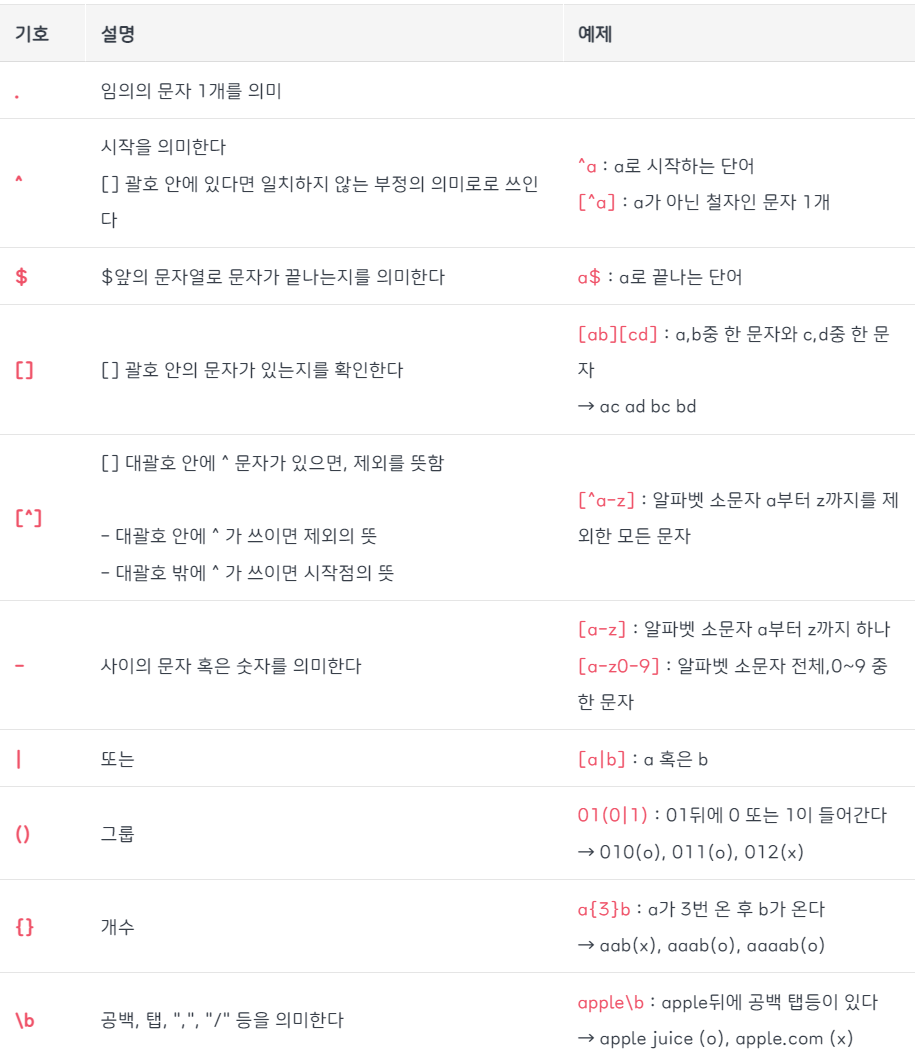 기호 설명 예제
. 임의의 문자 1개를 의미
^ 시작을 의미한다
[] 괄호 안에 있다면 일치하지 않는 부정의 의미로로 쓰인
다
^a : a로 시작하는 단어
[^a] : a가 아닌 철자인 문자 1개
$ $앞의 문자열로 문자가 끝나는지를 의미한다 a$ : a로 끝나는 단어
[] [] 괄호 안의 문자가 있는지를 확인한다
[ab][cd] : a,b중 한 문자와 c,d중 한 문
자
→ ac ad bc bd
[^] [] 대괄호 안에 ^ 문자가 있으면, 제외를 뜻함
- 대괄호 안에 ^ 가 쓰이면 제외의 뜻
- 대괄호 밖에 ^ 가 쓰이면 시작점의 뜻
[^a-z] : 알파벳 소문자 a부터 z까지를 제
외한 모든 문자
- 사이의 문자 혹은 숫자를 의미한다
[a-z] : 알파벳 소문자 a부터 z까지 하나
[a-z0-9] : 알파벳 소문자 전체,0~9 중
한 문자
| 또는 [a|b] : a 혹은 b
() 그룹
01(0|1) : 01뒤에 0 또는 1이 들어간다
→ 010(o), 011(o), 012(x)
{} 개수
a{3}b : a가 3번 온 후 b가 온다
→ aab(x), aaab(o), aaaab(o)
\b 공백, 탭, ",", "/" 등을 의미한다
apple\b : apple뒤에 공백 탭등이 있다
→ apple juice (o), apple.com (x)